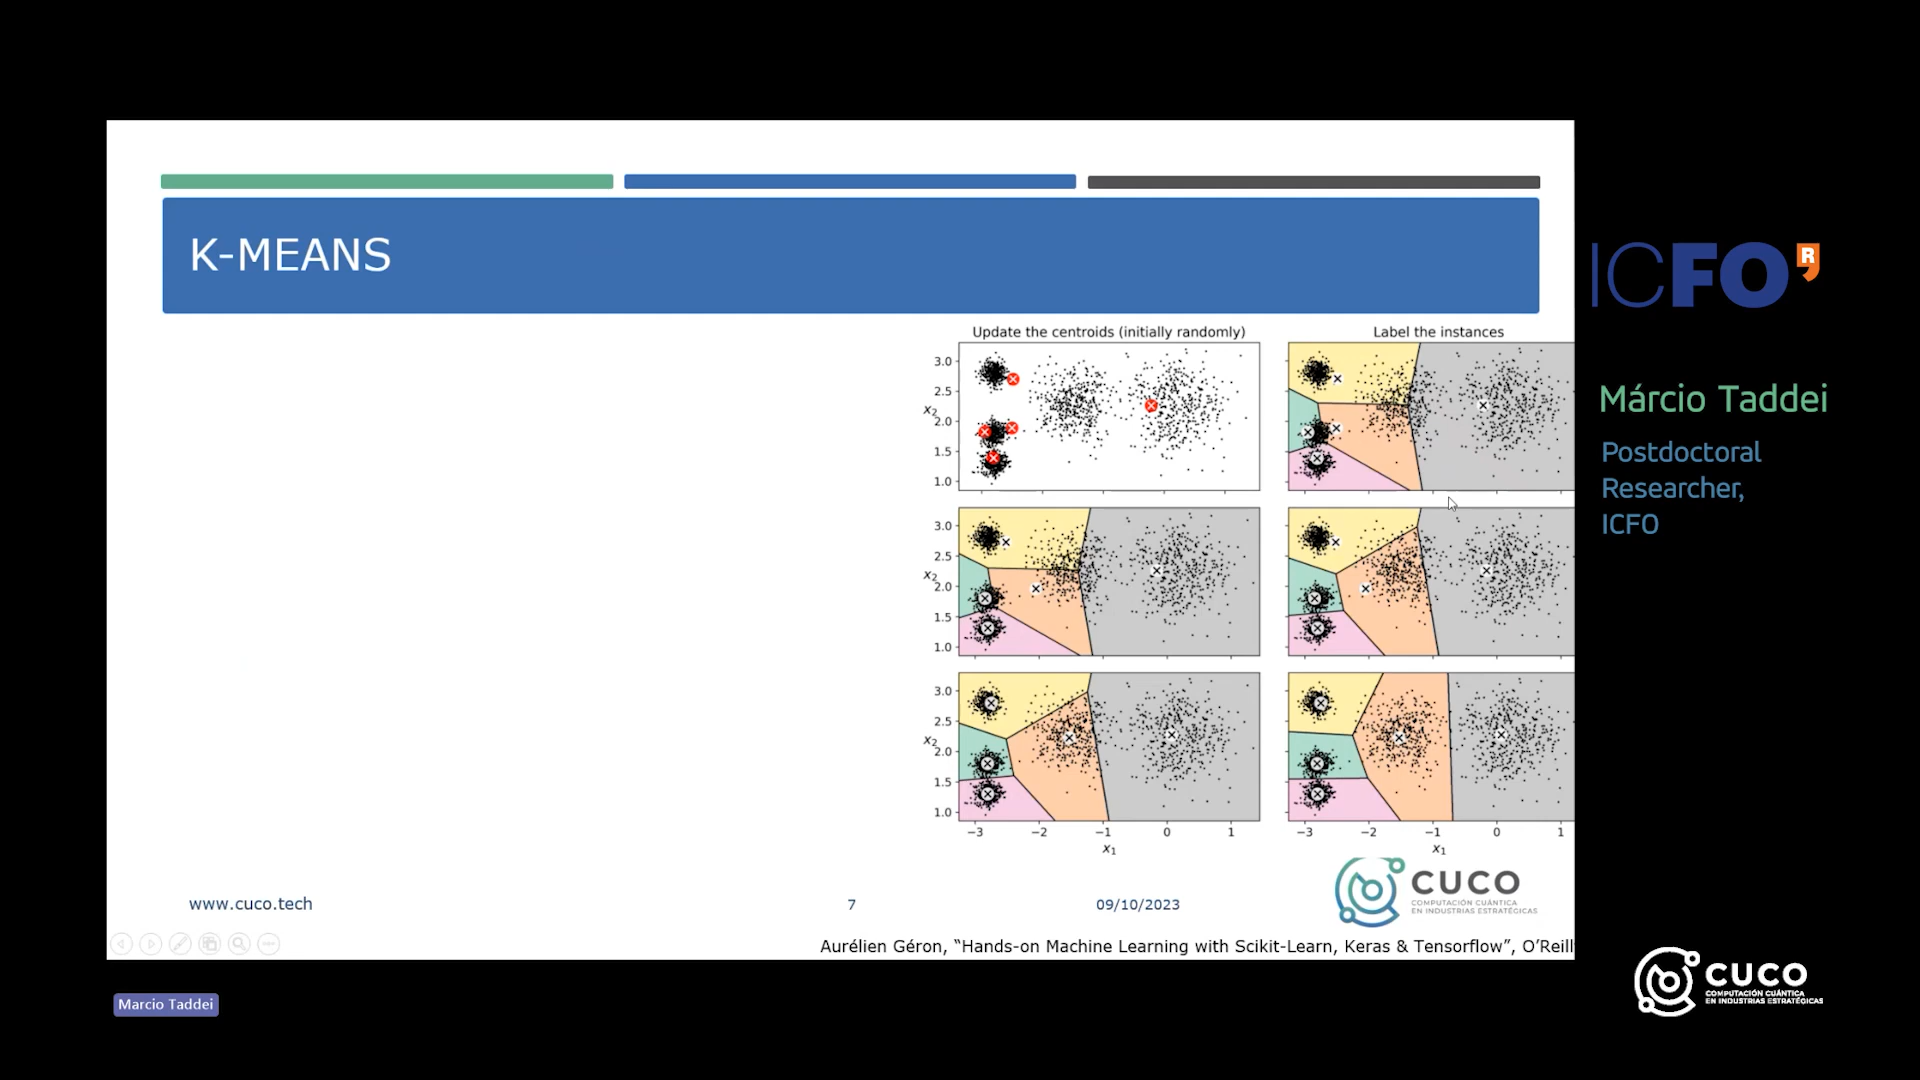 K-MEANS
Update the centroids (initially randomly)
Label the instances
3.0
2.5
x2
2.0
1.5
1.0
3.0
2.5
x2
2.0
1.5
1.0
3.0
2.5
x2
2.0
1.5
1.0
−3 −2 −1 0 1
x1
−3 −2 −1 0 1
x1
www.cuco.tech
7
09/10/2023
CUCO
COMPUTACIÓN CUÁNTICA
EN INDUSTRIAS ESTRATÉGICAS
Aurélien Géron, “Hands-on Machine Learning with Scikit-Learn, Keras & Tensorflow”, O’Reill
Marcio Taddei
ICFO R
Márcio Taddei
Postdoctoral
Researcher,
ICFO
CUCO
COMPUTACIÓN CUÁNTICA
EN INDUSTRIAS ESTRATÉGICAS